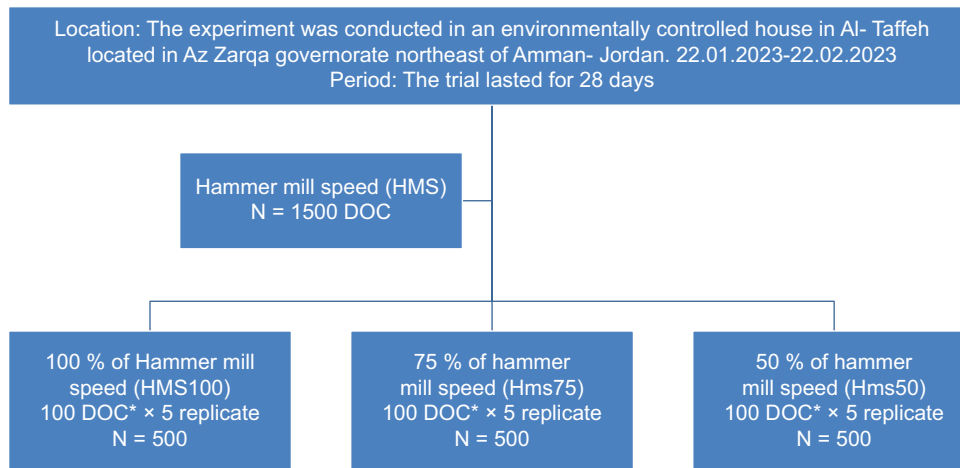 Location: The experiment was conducted in an environmentally controlled house in Al- Taffeh
located in Az Zarqa governorate northeast of Amman- Jordan. 22.01.2023-22.02.2023
Period: The trial lasted for 28 days
Hammer mill speed (HMS)
N = 1500 DOC
100 % of Hammer mill
speed (HMS100)
100 DOC* × 5 replicate
N = 500
75 % of hammer
mill speed (Hms75)
100 DOC* × 5 replicate
N = 500
50 % of hammer
mill speed (Hms50)
100 DOC* × 5 replicate
N = 500